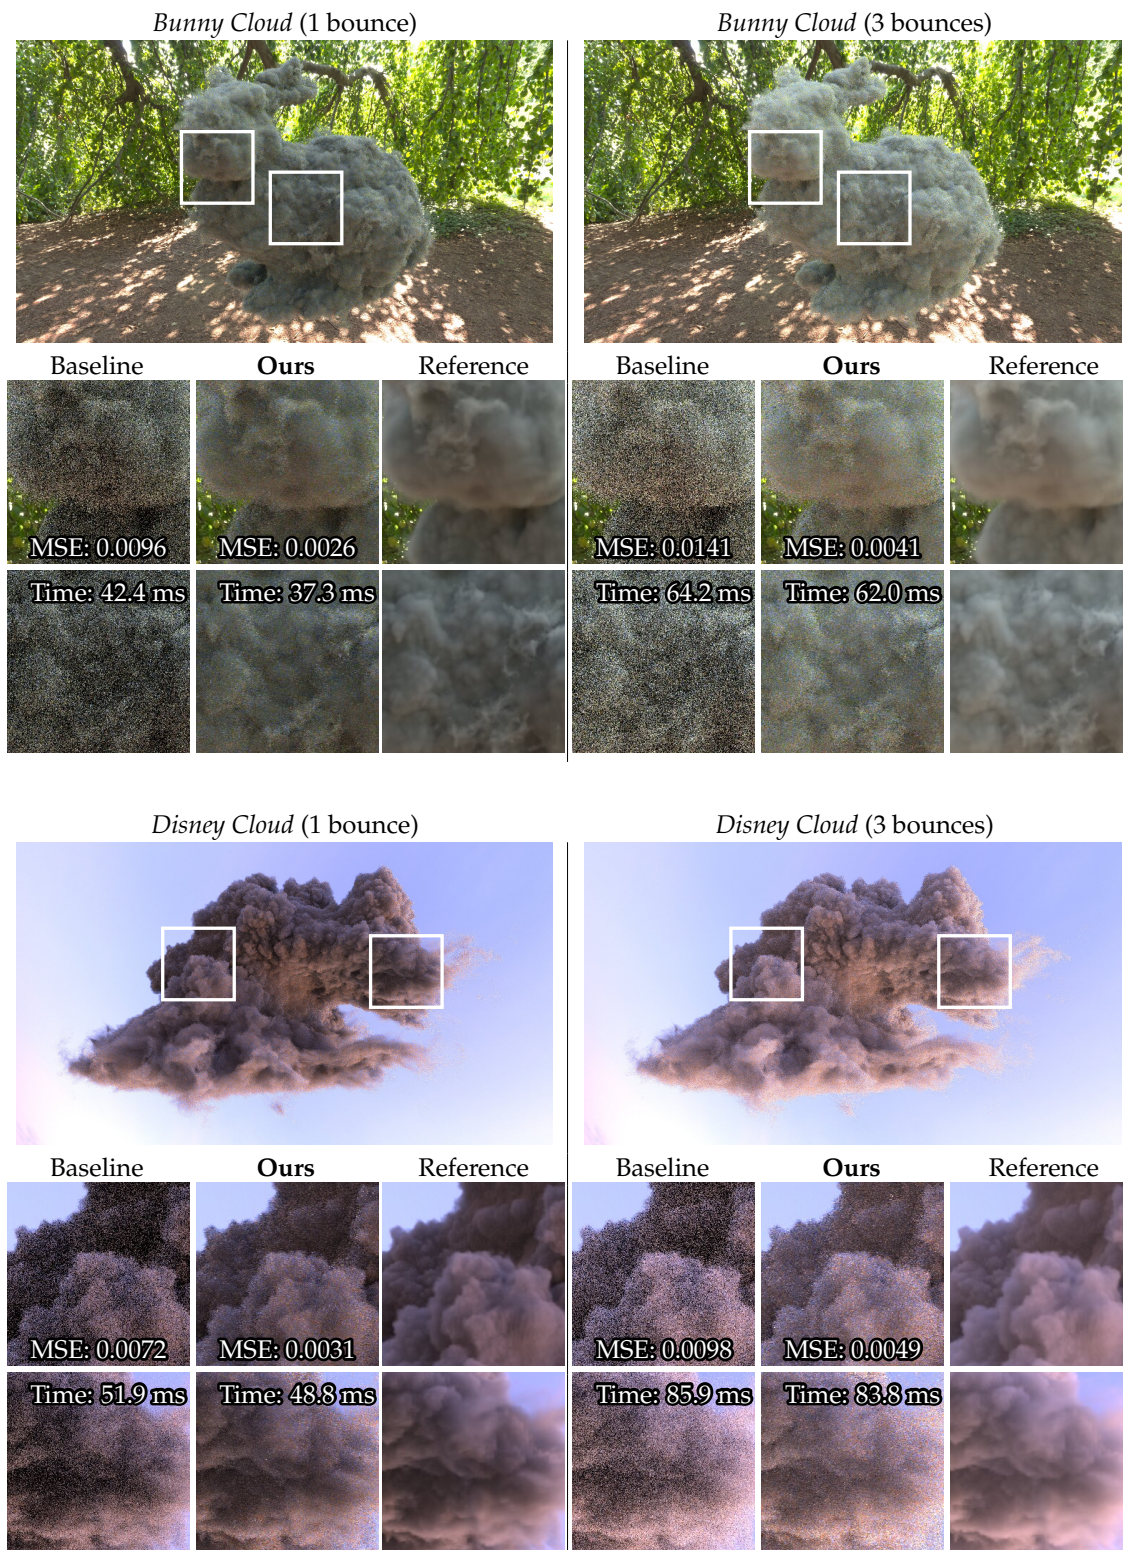 Bunny Cloud (1 bounce)
Bunny Cloud (3 bounces)
Baseline
Ours
Reference
Baseline
Ours
Reference
MSE: 0.0096
MSE: 0.0026
MSE: 0.0141
MSE: 0.0041
Time: 42.4 ms
Time: 37.3 ms
Time: 64.2 ms
Time: 62.0 ms
Disney Cloud (1 bounce)
Disney Cloud (3 bounces)
Baseline
Ours
Reference
Baseline
Ours
Reference
MSE: 0.0072
MSE: 0.0031
MSE: 0.0098
MSE: 0.0049
Time: 51.9 ms
Time: 48.8 ms
Time: 85.9 ms
Time: 83.8 ms